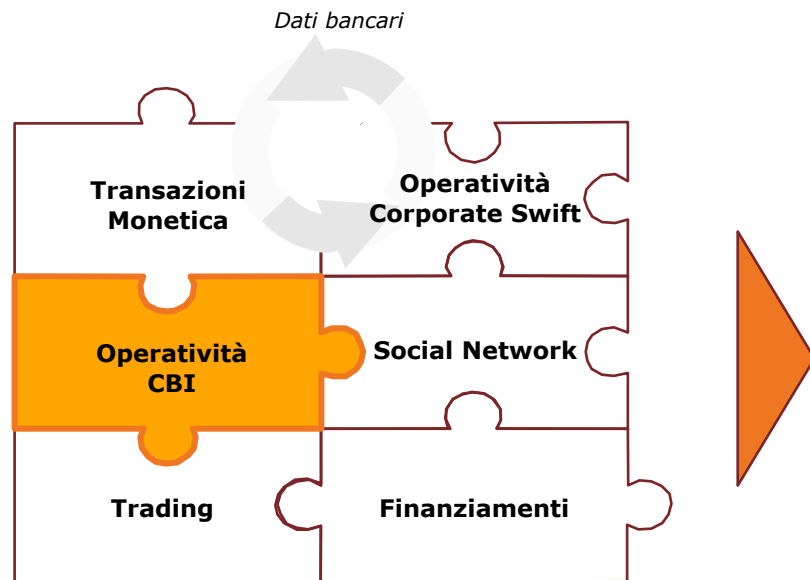 Dati bancari
Transazioni
Monetica
Operatività
Corporate Swift
Operatività
CBI
Social Network
Trading
Finanziamenti